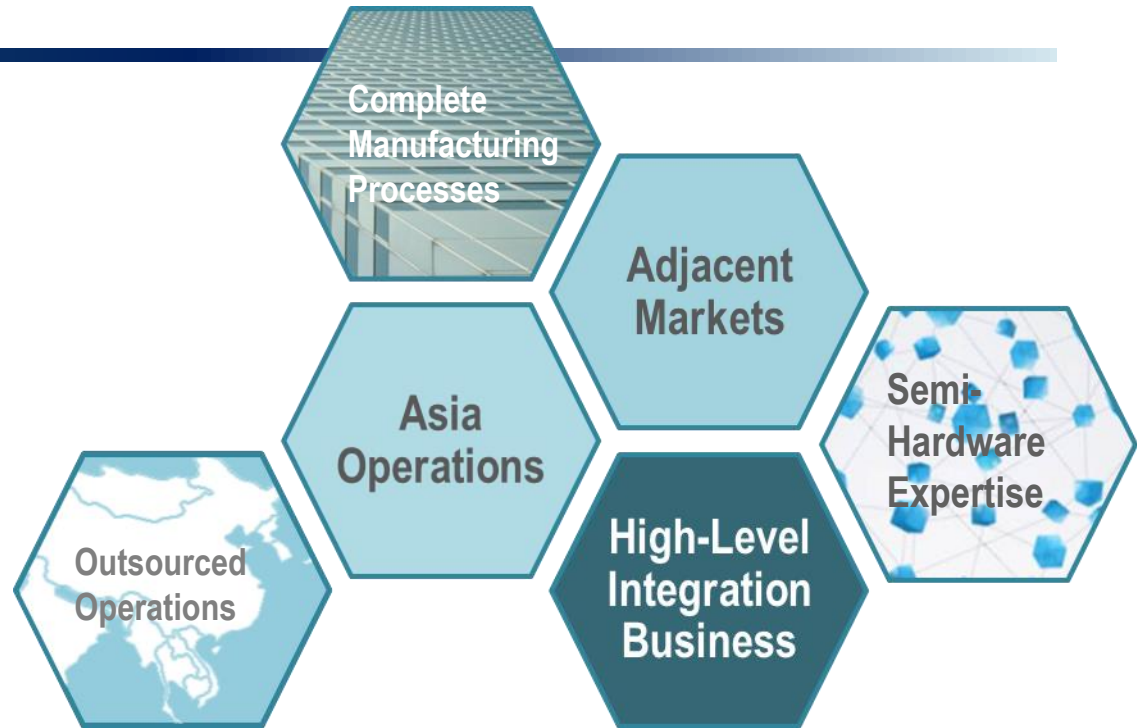 Complete
Manufacturing
Processes
Adjacent
Markets
Asia
Operations
Semi-
Hardware
Expertise
High-Level
Integration
Business
Outsourced
Operations